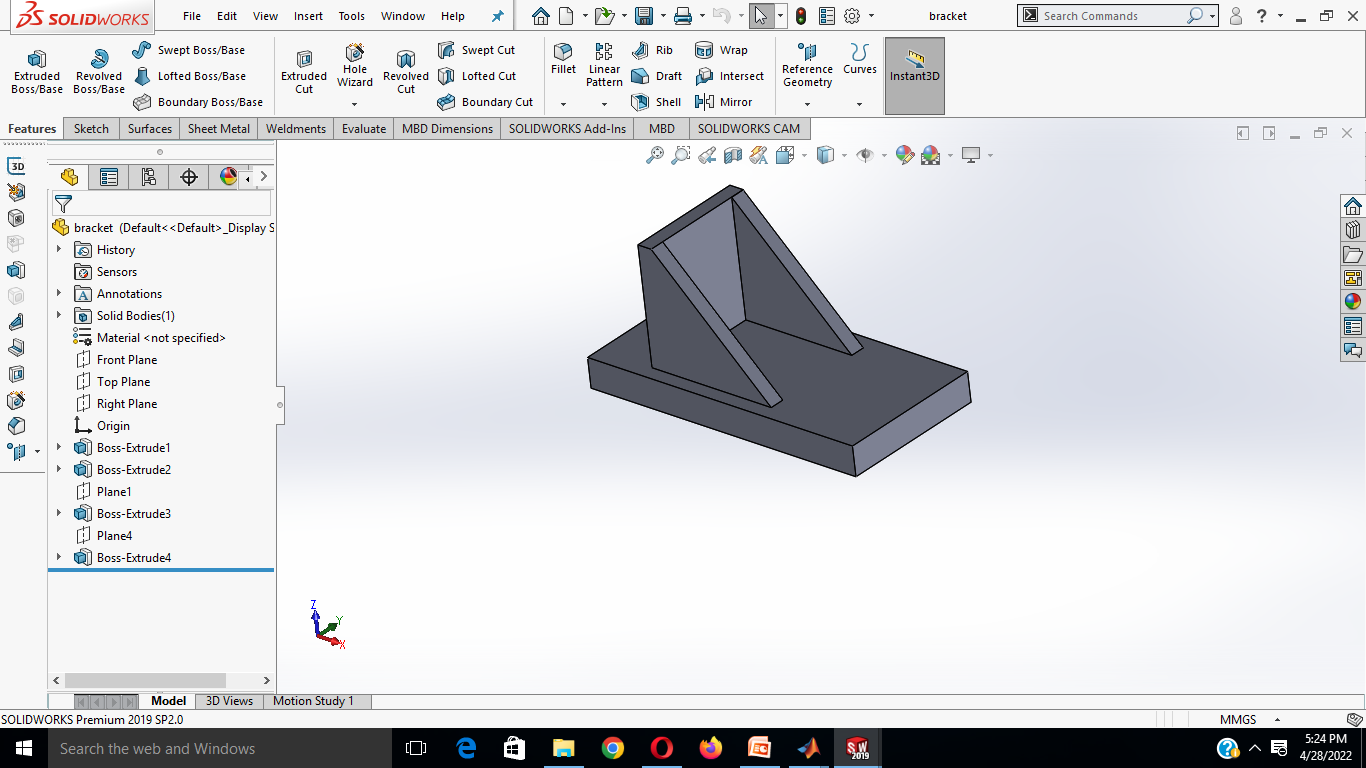 SOLIDWORKS File Edit View Insert Tools Window Help bracket Search Commands
Extruded Boss/Base
Revolved Boss/Base
Swept Boss/Base
Lofted Boss/Base
Boundary Boss/Base
Extruded Cut
Hole Wizard
Revolved Cut
Swept Cut
Lofted Cut
Boundary Cut
Fillet
Linear Pattern
Rib
Draft
Shell
Wrap
Intersect
Mirror
Reference Geometry
Curves
Instant3D
Features Sketch Surfaces Sheet Metal Weldments Evaluate MBD Dimensions SOLIDWORKS Add-Ins MBD SOLIDWORKS CAM
3D
bracket (Default<<Default>_Display S
History
Sensors
A Annotations
Solid Bodies(1)
Material <not specified>
Front Plane
Top Plane
Right Plane
Origin
Boss-Extrude1
Boss-Extrude2
Plane1
Boss-Extrude3
Plane4
Boss-Extrude4
Z
Y
X
Model 3D Views Motion Study 1
SOLIDWORKS Premium 2019 SP2.0 MMGS
Search the web and Windows
SW
2019
5:24 PM
4/28/2022